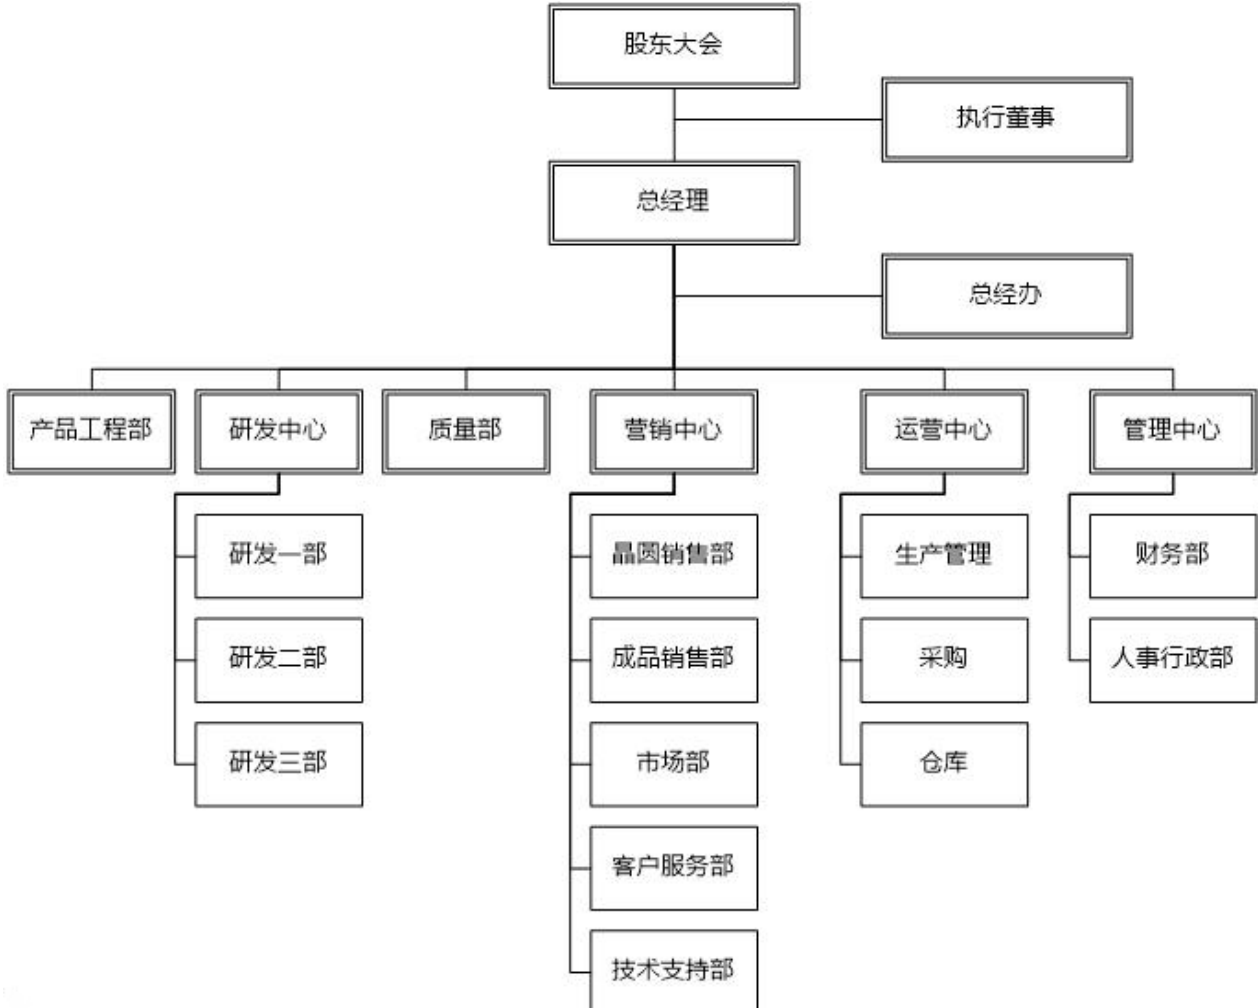 股东大会
执行董事
总经理
总经办
产品工程部
研发中心
质量部
营销中心
运营中心
管理中心
研发一部
晶圆销售部
生产管理
财务部
研发二部
成品销售部
采购
人事行政部
研发三部
市场部
仓库
客户服务部
技术支持部